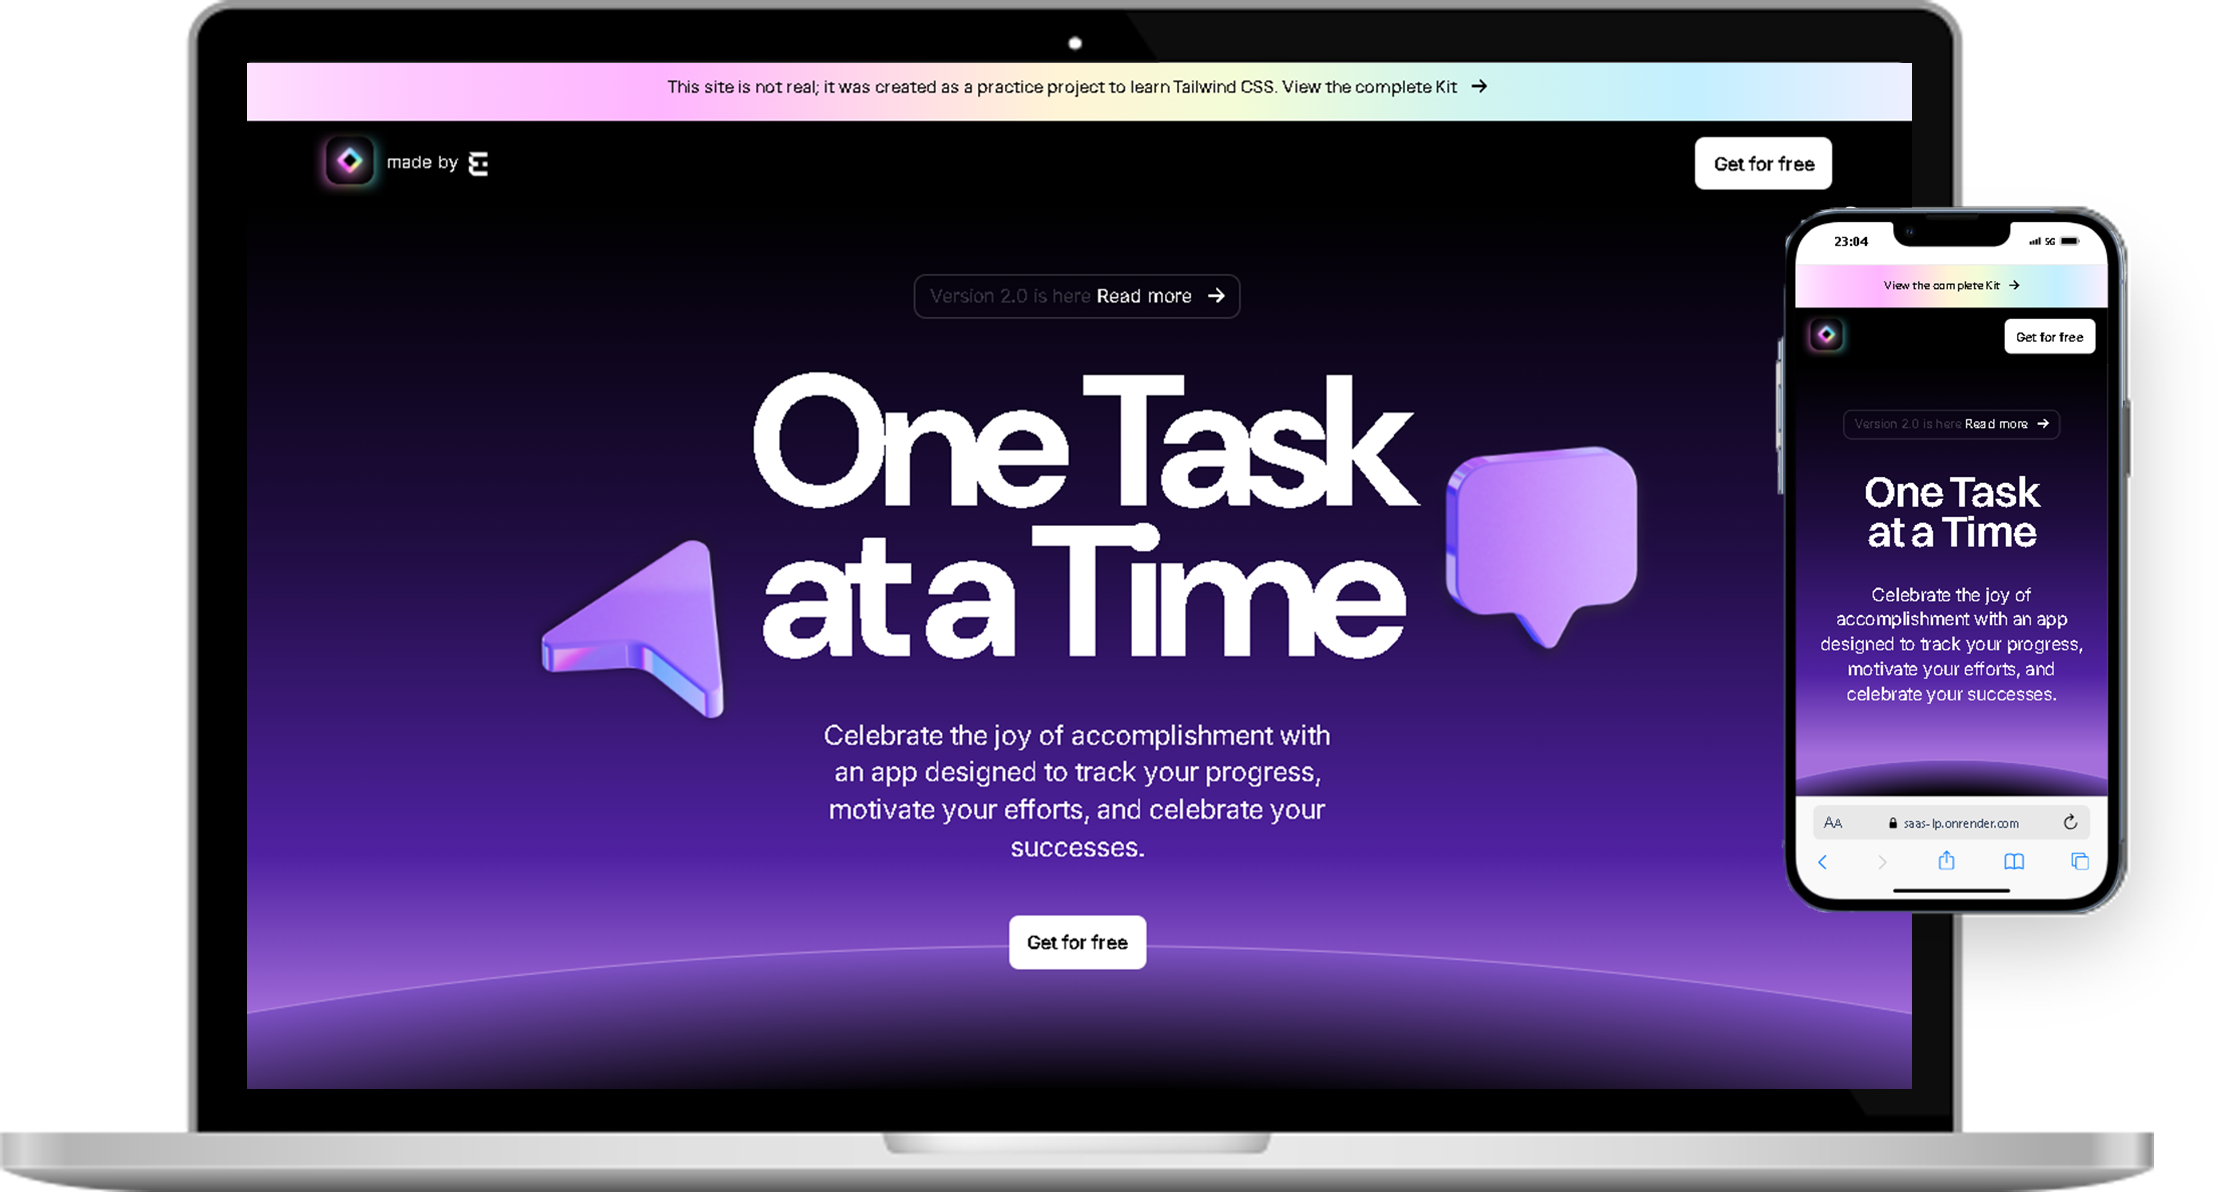 This site is not real; it was created as a practice project to learn Tailwind CSS. View the complete Kit →
made by
Get for free
Version 2.0 is here Read more →
One Task
at a Time
Celebrate the joy of accomplishment with
an app designed to track your progress,
motivate your efforts, and celebrate your
successes.
Get for free
23:04
5G
View the complete Kit →
Get for free
Version 2.0 is here Read more →
One Task
at a Time
Celebrate the joy of
accomplishment with an app
designed to track your progress,
motivate your efforts, and
celebrate your successes.
AA saas-lp.onrender.com